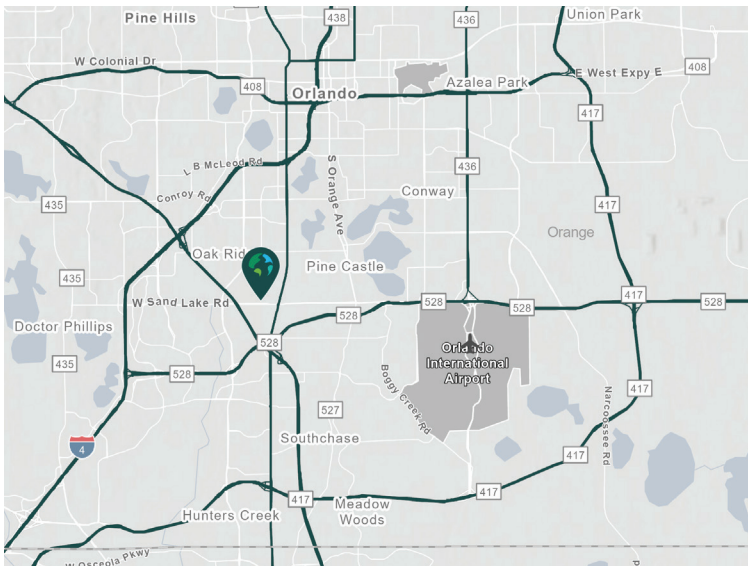 Pine Hills
438
436
Union Park
W Colonial Dr
408
Azalea Park
E West Expy E
408
Orlando
417
L B McLeod Rd
S Orange Ave
436
Conroy Rd
Conway
435
417
Orange
Oak Rid
Pine Castle
435
W Sand Lake Rd
528
528
528
417
528
Doctor Phillips
528
Orlando
International
Airport
435
528
Boggy Creek Rd
417
Narcoossee Rd
527
Southchase
4
417
417
417
Hunters Creek
Meadow
Woods
W Osceola Pkwy